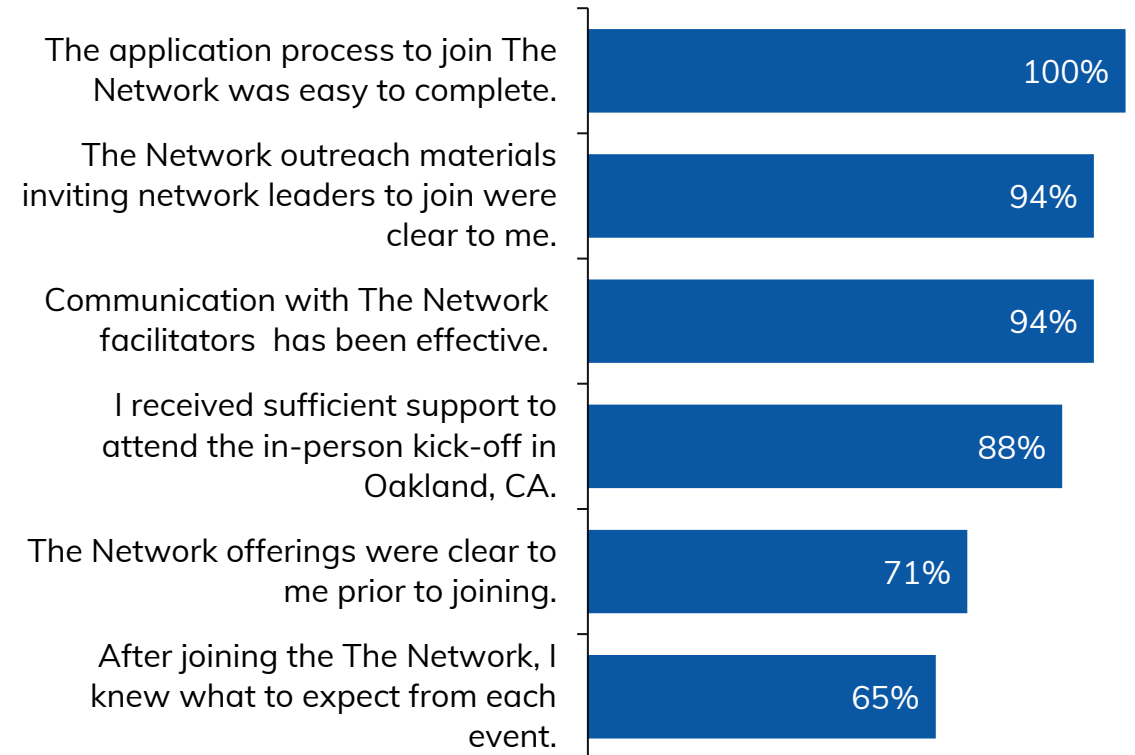 The application process to join The
Network was easy to complete.
100%
The Network outreach materials
inviting network leaders to join were
clear to me.
94%
Communication with The Network
facilitators  has been effective.
94%
I received sufficient support to
attend the in-person kick-off in
Oakland, CA.
88%
The Network offerings were clear to
me prior to joining.
71%
After joining the The Network, I
knew what to expect from each
event.
65%